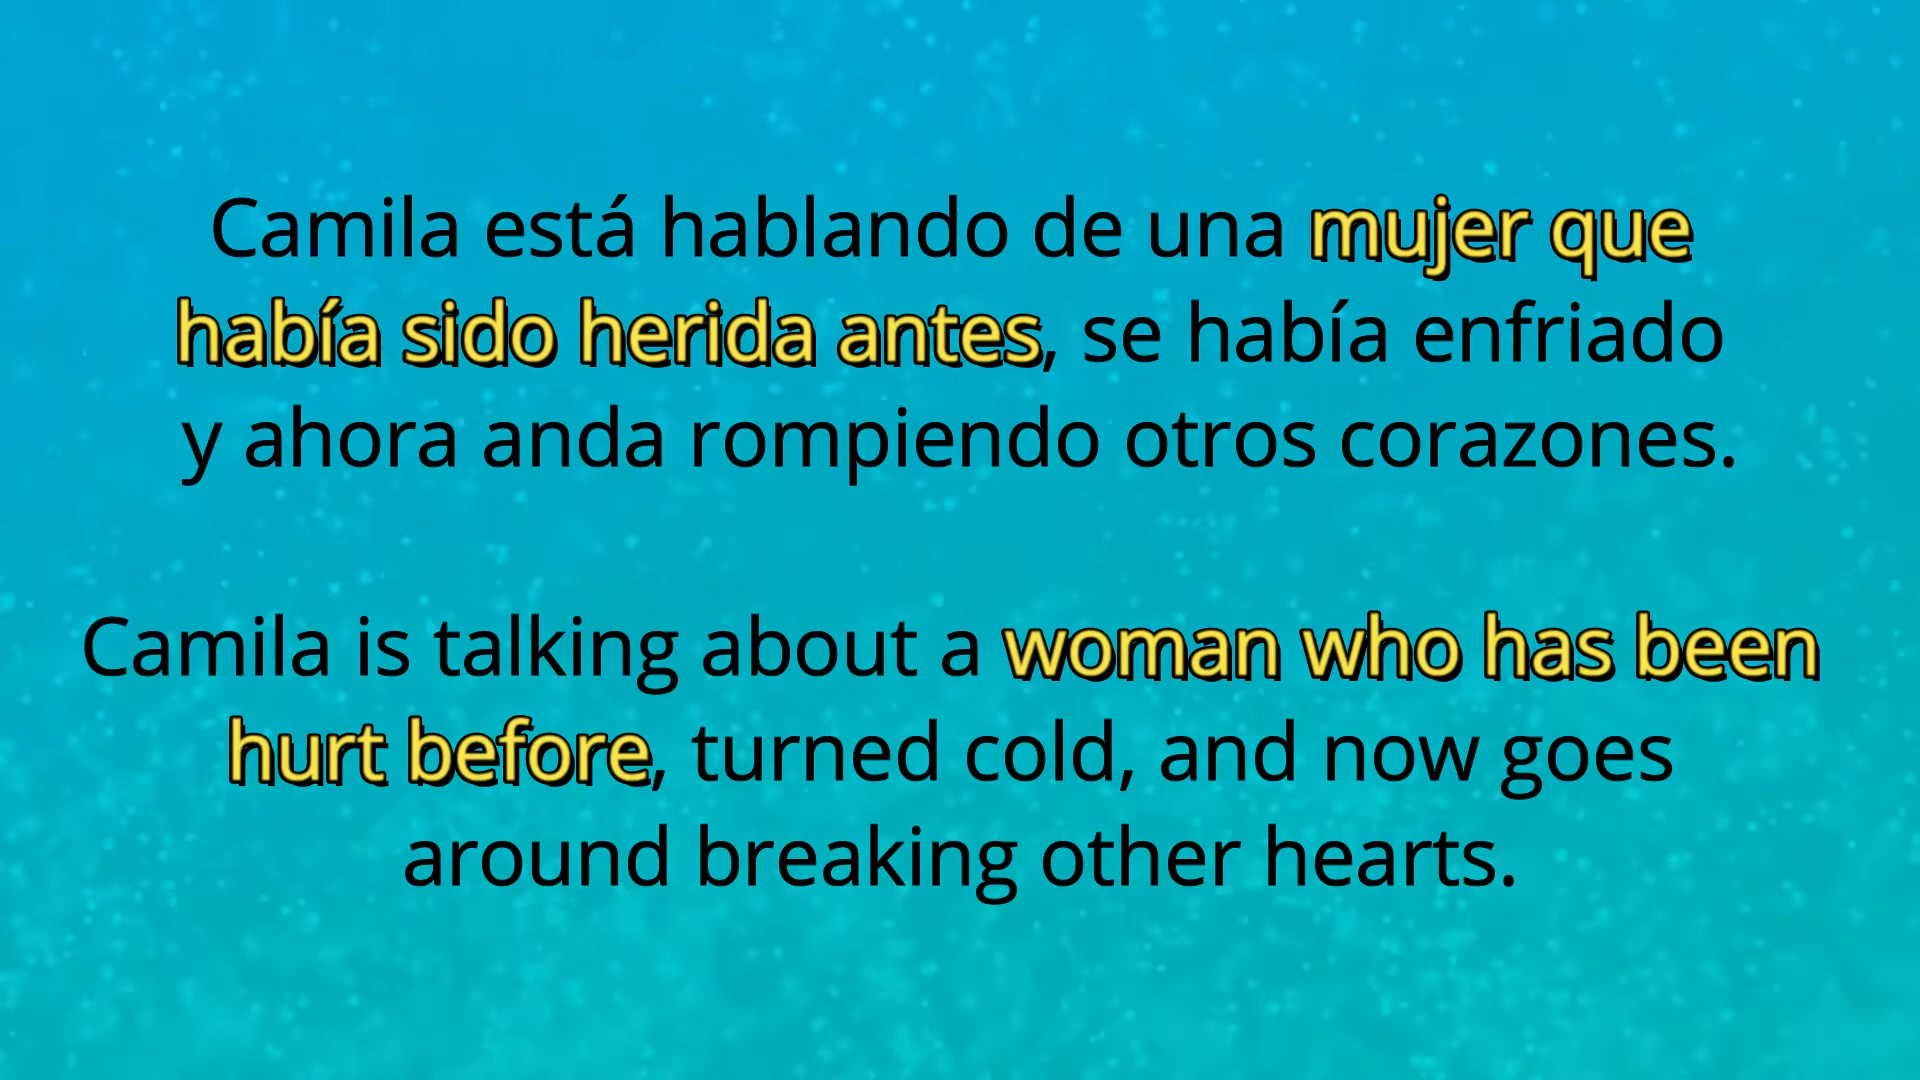 Camila está hablando de una mujer que
había sido herida antes, se había enfriado
y ahora anda rompiendo otros corazones.
Camila is talking about a woman who has been
hurt before, turned cold, and now goes
around breaking other hearts.